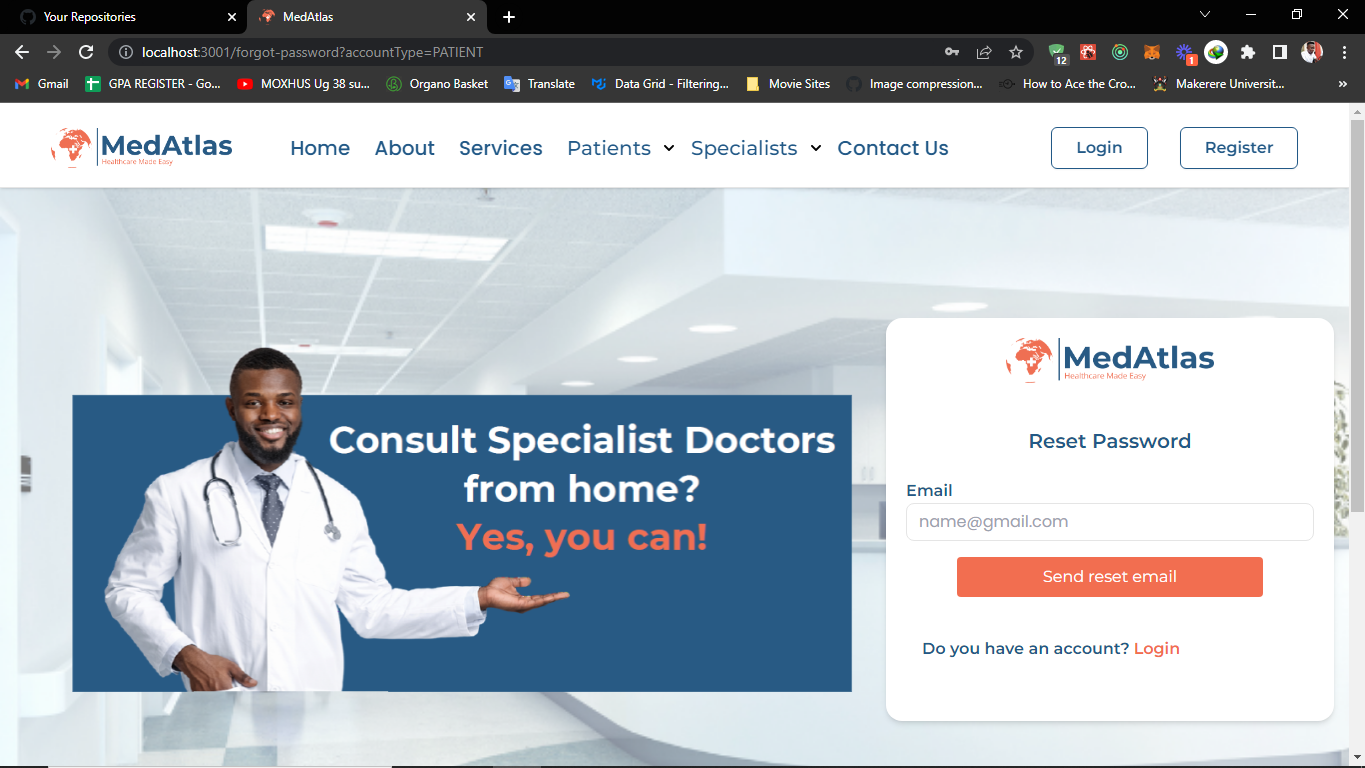 Your Repositories
MedAtlas
localhost:3001/forgot-password?accountType=PATIENT
12
1
Gmail
GPA REGISTER - Go...
MOXHUS Ug 38 su...
Organo Basket
Translate
Data Grid - Filtering...
Movie Sites
Image compression...
How to Ace the Cro...
Makerere Universit...
»
MedAtlas
Healthcare Made Easy
Home
About
Services
Patients
Specialists
Contact Us
Login
Register
Consult Specialist Doctors
from home?
Yes, you can!
MedAtlas
Healthcare Made Easy
Reset Password
Email
name@gmail.com
Send reset email
Do you have an account? Login